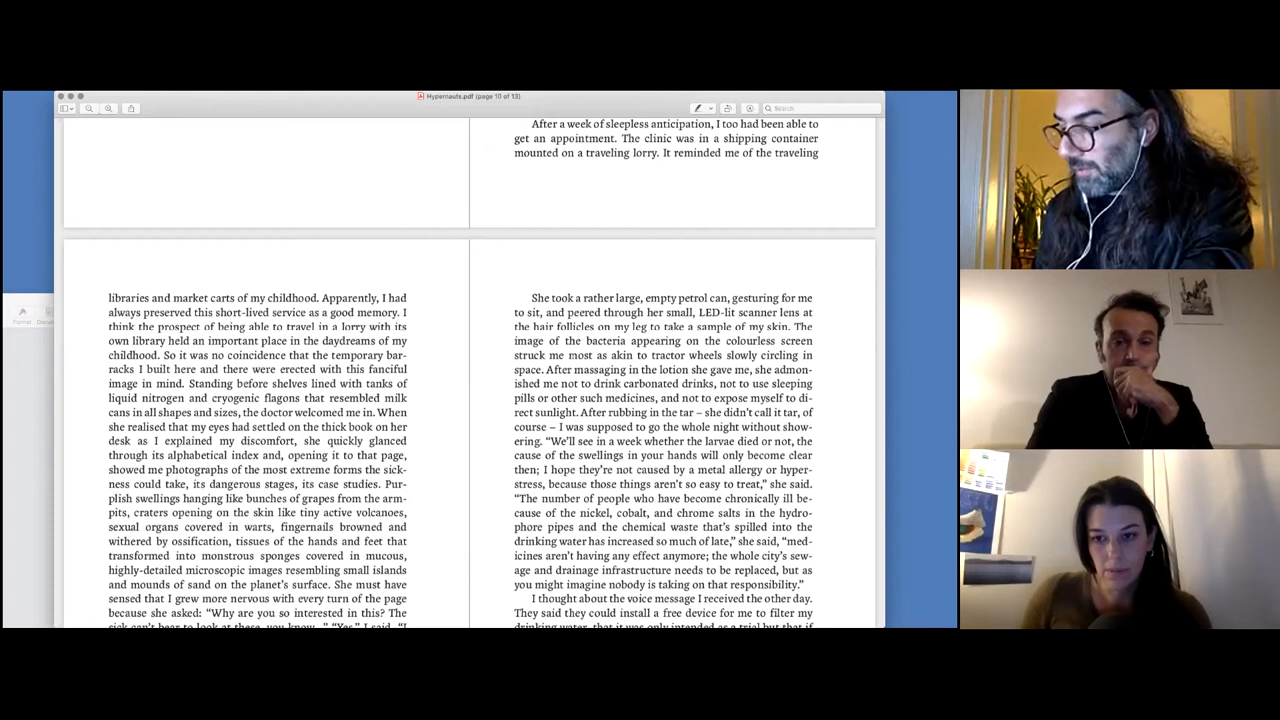 Hypernauts.pdf (page 10 of 13)
Search
After a week of sleepless anticipation, I too had been able to
get an appointment. The clinic was in a shipping container
mounted on a traveling lorry. It reminded me of the traveling
libraries and market carts of my childhood. Apparently, I had
always preserved this short-lived service as a good memory. I
think the prospect of being able to travel in a lorry with its
own library held an important place in the daydreams of my
childhood. So it was no coincidence that the temporary bar-
racks I built here and there were erected with this fanciful
image in mind. Standing before shelves lined with tanks of
liquid nitrogen and cryogenic flagons that resembled milk
cans in all shapes and sizes, the doctor welcomed me in. When
she realised that my eyes had settled on the thick book on her
desk as I explained my discomfort, she quickly glanced
through its alphabetical index and, opening it to that page,
showed me photographs of the most extreme forms the sick-
ness could take, its dangerous stages, its case studies. Pur-
plish swellings hanging like bunches of grapes from the arm-
pits, craters opening on the skin like tiny active volcanoes,
sexual organs covered in warts, fingernails browned and
withered by ossification, tissues of the hands and feet that
transformed into monstrous sponges covered in mucous,
highly-detailed microscopic images resembling small islands
and mounds of sand on the planet's surface. She must have
sensed that I grew more nervous with every turn of the page
because she asked: “Why are you so interested in this? The
sick can't bear to look at these, you know...” “Yes,” I said, “I
She took a rather large, empty petrol can, gesturing for me
to sit, and peered through her small, LED-lit scanner lens at
the hair follicles on my leg to take a sample of my skin. The
image of the bacteria appearing on the colourless screen
struck me most as akin to tractor wheels slowly circling in
space. After massaging in the lotion she gave me, she admon-
ished me not to drink carbonated drinks, not to use sleeping
pills or other such medicines, and not to expose myself to di-
rect sunlight. After rubbing in the tar – she didn't call it tar, of
course – I was supposed to go the whole night without show-
ering. “We'll see in a week whether the larvae died or not, the
cause of the swellings in your hands will only become clear
then; I hope they're not caused by a metal allergy or hyper-
stress, because those things aren't so easy to treat,” she said.
“The number of people who have become chronically ill be-
cause of the nickel, cobalt, and chrome salts in the hydro-
phore pipes and the chemical waste that's spilled into the
drinking water has increased so much of late,” she said, “med-
icines aren't having any effect anymore; the whole city's sew-
age and drainage infrastructure needs to be replaced, but as
you might imagine nobody is taking on that responsibility.”
I thought about the voice message I received the other day.
They said they could install a free device for me to filter my
drinking water, that it was only intended as a trial but that if
Format